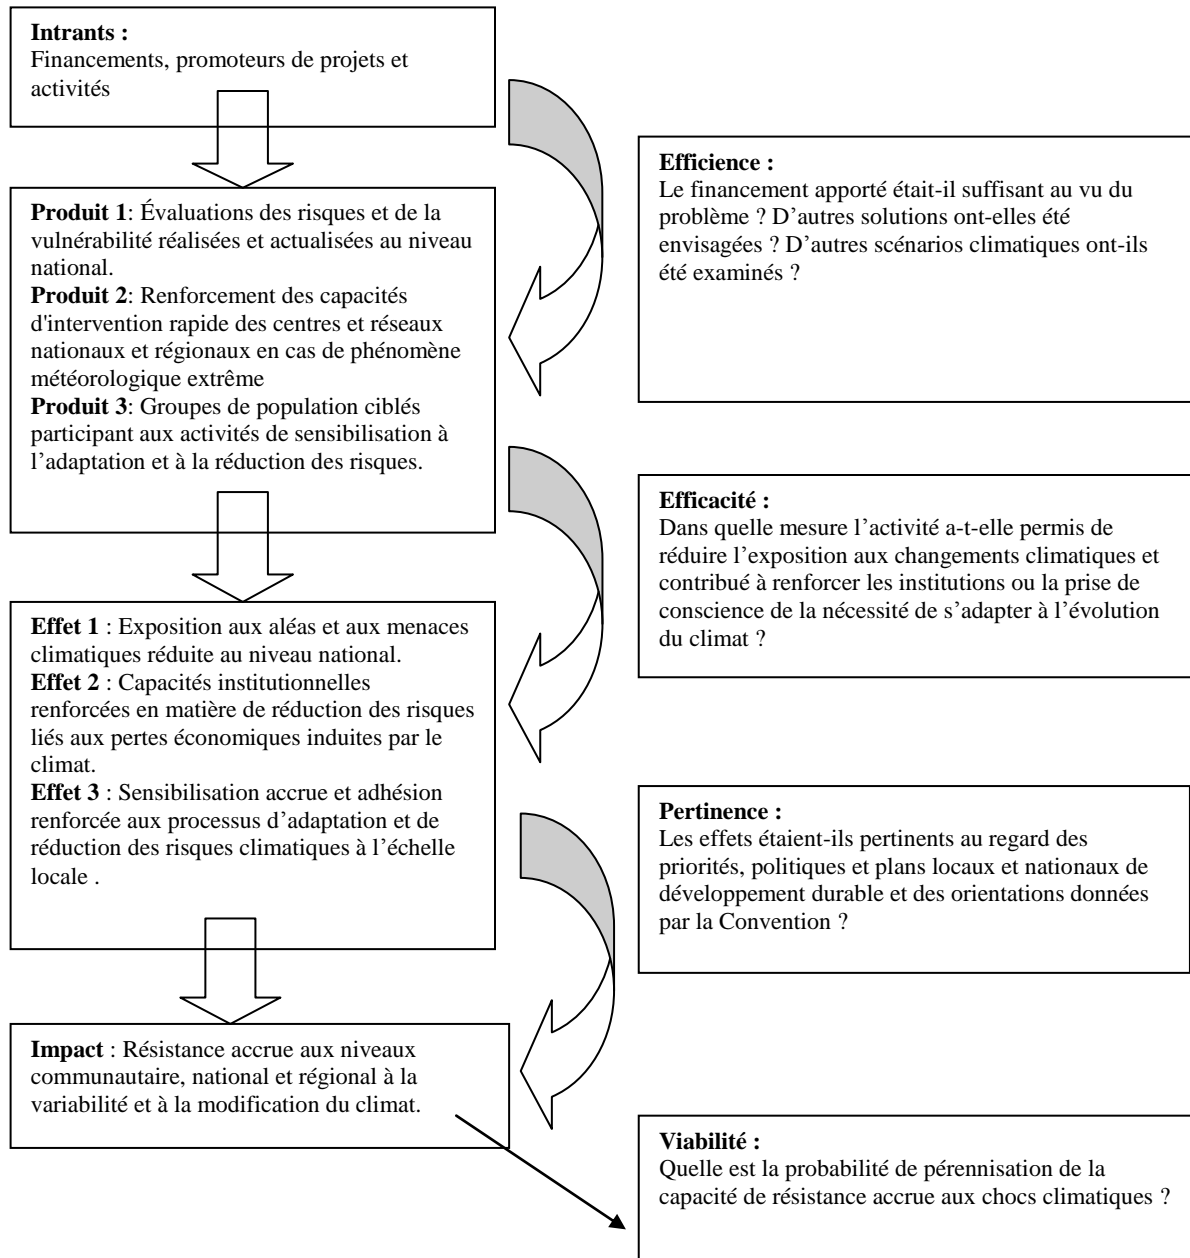 Intrants :
Financements, promoteurs de projets et
activités
Efficience :
Le financement apporté était-il suffisant au vu du
problème ? D’autres solutions ont-elles été
envisagées ? D’autres scénarios climatiques ont-ils
été examinés ?
Produit 1: Évaluations des risques et de la
vulnérabilité réalisées et actualisées au niveau
national.
Produit 2: Renforcement des capacités
d'intervention rapide des centres et réseaux
nationaux et régionaux en cas de phénomène
météorologique extrême
Produit 3: Groupes de population ciblés
participant aux activités de sensibilisation à
l’adaptation et à la réduction des risques.
Efficacité :
Dans quelle mesure l’activité a-t-elle permis de
réduire l’exposition aux changements climatiques et
contribué à renforcer les institutions ou la prise de
conscience de la nécessité de s’adapter à l’évolution
du climat ?
Effet 1 : Exposition aux aléas et aux menaces
climatiques réduite au niveau national.
Effet 2 : Capacités institutionnelles
renforcées en matière de réduction des risques
liés aux pertes économiques induites par le
climat.
Effet 3 : Sensibilisation accrue et adhésion
renforcée aux processus d’adaptation et de
réduction des risques climatiques à l’échelle
locale .
Pertinence :
Les effets étaient-ils pertinents au regard des
priorités, politiques et plans locaux et nationaux de
développement durable et des orientations données
par la Convention ?
Impact : Résistance accrue aux niveaux
communautaire, national et régional à la
variabilité et à la modification du climat.
Viabilité :
Quelle est la probabilité de pérennisation de la
capacité de résistance accrue aux chocs climatiques ?